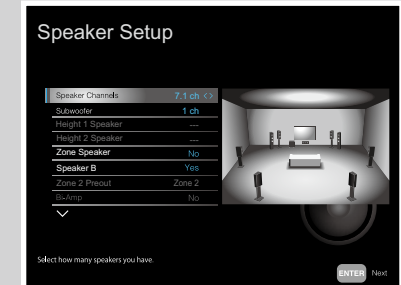 Speaker Setup
Speaker Channels 7.1 ch <>
Subwoofer 1 ch
Height 1 Speaker ---
Height 2 Speaker ---
Zone Speaker No
Speaker B Yes
Zone 2 Preout Zone 2
Bi-Amp No
Select how many speakers you have.
ENTER Next